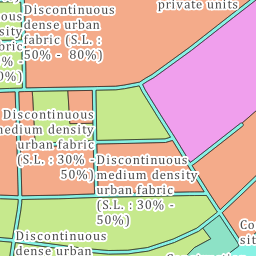 private units
Discontinuous
dense urban
fabric (S.L. :
50% -  80%)
Discontinuous
medium density
urban fabric
(S.L. : 30% -
50%)
Discontinuous
medium density
urban fabric
(S.L. : 30% -
50%)
Discontinuous
dense urban